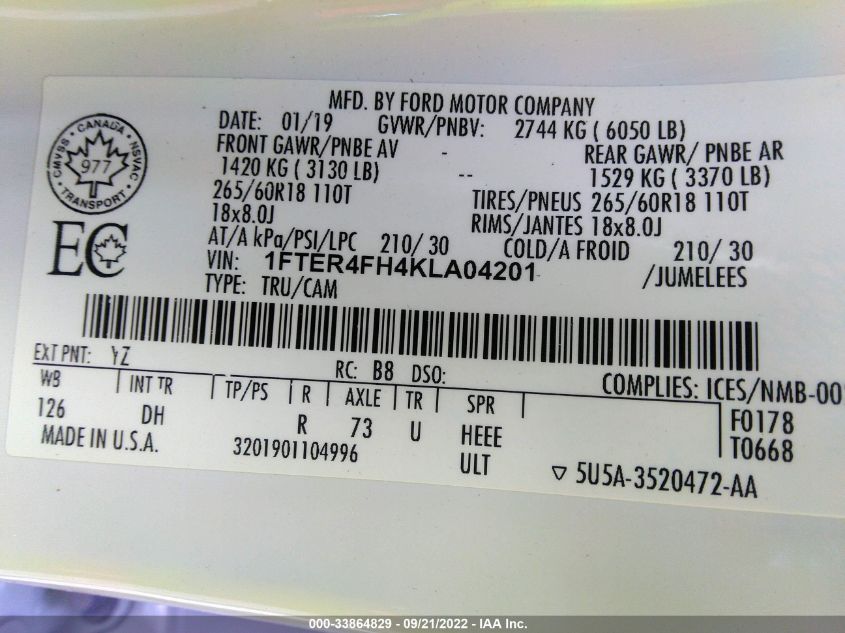 MFD. BY FORD MOTOR COMPANY
DATE: 01/19 GVWR/PNBV: 2744 KG ( 6050 LB)
FRONT GAWR/PNBE AV - REAR GAWR/ PNBE AR
1420 KG ( 3130 LB) -- 1529 KG ( 3370 LB)
265/60R18 110T TIRES/PNEUS 265/60R18 110T
18x8.0J RIMS/JANTES 18x8.0J
AT/A kPa/PSI/LPC 210/ 30 COLD/A FROID 210/ 30
VIN: 1FTER4FH4KLA04201 /JUMELEES
TYPE: TRU/CAM
CANADA
CMVSS NSVAC
977
TRANSPORT
EC
EXT PNT: YZ RC: B8 DSO:
COMPLIES: ICES/NMB-00
WB INT TR TP/PS R AXLE TR SPR
F0178
126 DH R 73 U HEEE
T0668
MADE IN U.S.A. 3201901104996 ULT
5U5A-3520472-AA
000-33864829 - 09/21/2022 - IAA Inc.